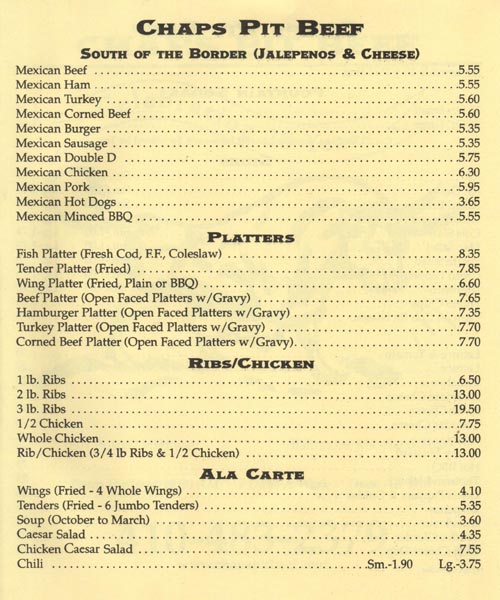 CHAPS PIT BEEF
SOUTH OF THE BORDER (JALEPENOS & CHEESE)
Mexican Beef 5.55
Mexican Ham 5.55
Mexican Turkey 5.60
Mexican Corned Beef 5.60
Mexican Burger 5.35
Mexican Sausage 5.35
Mexican Double D 5.75
Mexican Chicken 6.30
Mexican Pork 5.95
Mexican Hot Dogs 3.65
Mexican Minced BBQ 5.55
PLATTERS
Fish Platter (Fresh Cod, F.F., Coleslaw) 8.35
Tender Platter (Fried) 7.85
Wing Platter (Fried, Plain or BBQ) 6.60
Beef Platter (Open Faced Platters w/Gravy) 7.65
Hamburger Platter (Open Faced Platters w/Gravy) 7.35
Turkey Platter (Open Faced Platters w/Gravy) 7.70
Corned Beef Platter (Open Faced Platters w/Gravy) 7.70
RIBS/CHICKEN
1 lb. Ribs 6.50
2 lb. Ribs 13.00
3 lb. Ribs 19.50
1/2 Chicken 7.75
Whole Chicken 13.00
Rib/Chicken (3/4 lb Ribs & 1/2 Chicken) 13.00
ALA CARTE
Wings (Fried - 4 Whole Wings) 4.10
Tenders (Fried - 6 Jumbo Tenders) 5.35
Soup (October to March) 3.60
Caesar Salad 4.35
Chicken Caesar Salad 7.55
Chili Sm.-1.90 Lg.-3.75